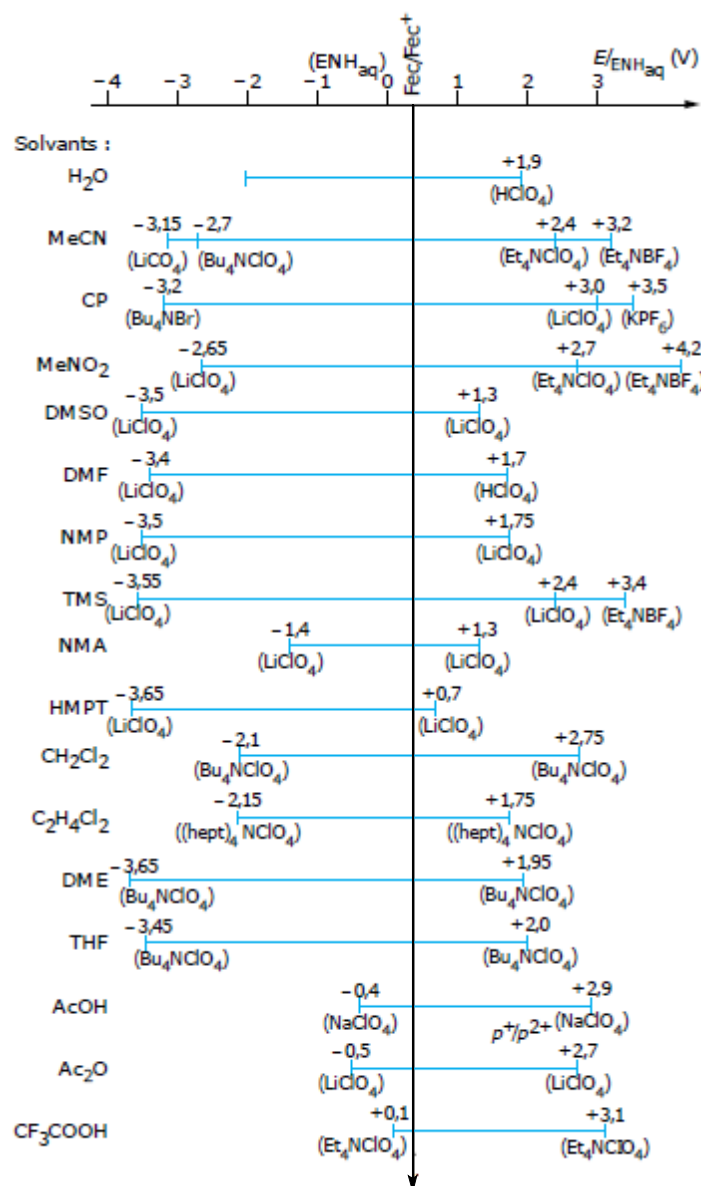 (ENH_aq) Fec/Fec⁺ E/ENH_aq (V)
−4 −3 −2 −1 0 1 2 3
Solvants :
H₂O +1,9
(HClO₄)
MeCN −3,15 −2,7 +2,4 +3,2
(LiCO₄) (Bu₄NClO₄) (Et₄NClO₄) (Et₄NBF₄)
CP −3,2 +3,0 +3,5
(Bu₄NBr) (LiClO₄) (KPF₆)
MeNO₂ −2,65 +2,7 +4,2
(LiClO₄) (Et₄NClO₄) (Et₄NBF₄)
DMSO −3,5 +1,3
(LiClO₄) (LiClO₄)
DMF −3,4 +1,7
(LiClO₄) (HClO₄)
NMP −3,5 +1,75
(LiClO₄) (LiClO₄)
TMS −3,55 +2,4 +3,4
(LiClO₄) (LiClO₄) (Et₄NBF₄)
NMA −1,4 +1,3
(LiClO₄) (LiClO₄)
HMPT −3,65 +0,7
(LiClO₄) (LiClO₄)
CH₂Cl₂ −2,1 +2,75
(Bu₄NClO₄) (Bu₄NClO₄)
C₂H₄Cl₂ −2,15 +1,75
((hept)₄ NClO₄) ((hept)₄ NClO₄)
DME −3,65 +1,95
(Bu₄NClO₄) (Bu₄NClO₄)
THF −3,45 +2,0
(Bu₄NClO₄) (Bu₄NClO₄)
AcOH −0,4 +2,9
(NaClO₄) p⁺/p²⁺ (NaClO₄)
Ac₂O −0,5 +2,7
(LiClO₄) (LiClO₄)
CF₃COOH +0,1 +3,1
(Et₄NClO₄) (Et₄NClO₄)